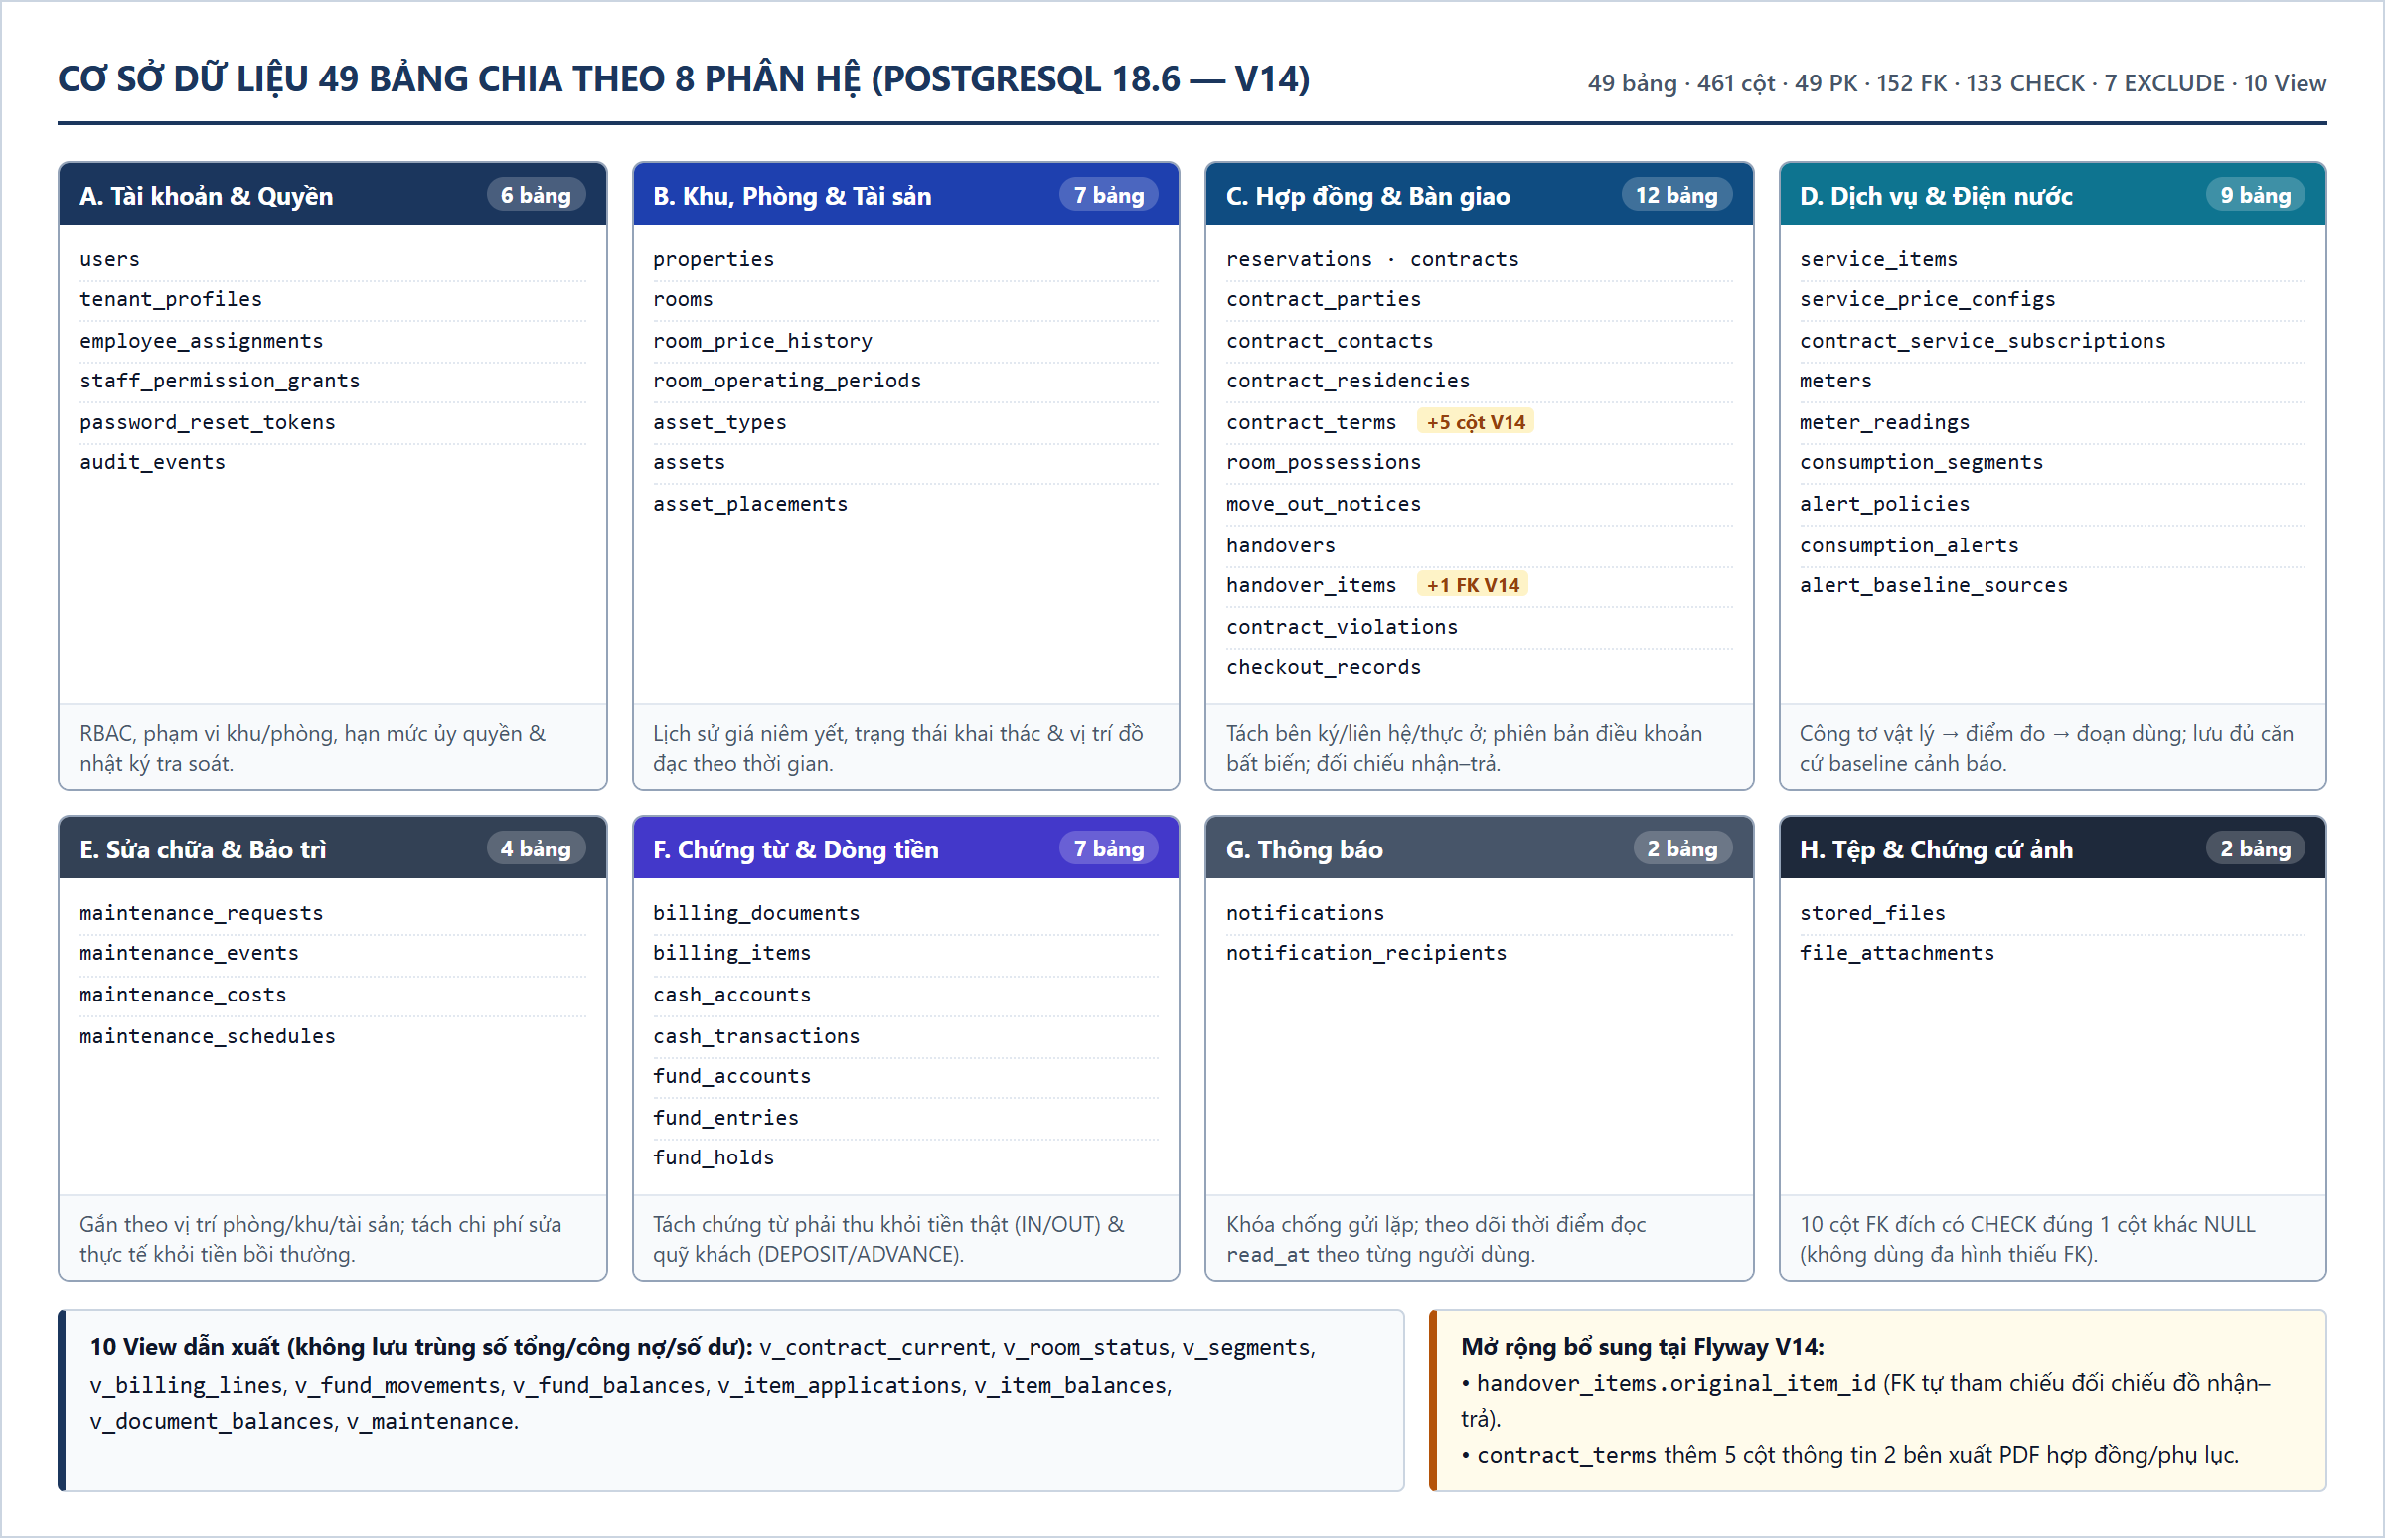 CƠ SỞ DỮ LIỆU 49 BẢNG CHIA THEO 8 PHÂN HỆ (POSTGRESQL 18.6 — V14)
49 bảng · 461 cột · 49 PK · 152 FK · 133 CHECK · 7 EXCLUDE · 10 View
A. Tài khoản & Quyền
6 bảng
users
tenant_profiles
employee_assignments
staff_permission_grants
password_reset_tokens
audit_events
RBAC, phạm vi khu/phòng, hạn mức ủy quyền &
nhật ký tra soát.
B. Khu, Phòng & Tài sản
7 bảng
properties
rooms
room_price_history
room_operating_periods
asset_types
assets
asset_placements
Lịch sử giá niêm yết, trạng thái khai thác & vị trí đồ
đạc theo thời gian.
C. Hợp đồng & Bàn giao
12 bảng
reservations · contracts
contract_parties
contract_contacts
contract_residencies
contract_terms +5 cột V14
room_possessions
move_out_notices
handovers
handover_items +1 FK V14
contract_violations
checkout_records
Tách bên ký/liên hệ/thực ở; phiên bản điều khoản
bất biến; đối chiếu nhận–trả.
D. Dịch vụ & Điện nước
9 bảng
service_items
service_price_configs
contract_service_subscriptions
meters
meter_readings
consumption_segments
alert_policies
consumption_alerts
alert_baseline_sources
Công tơ vật lý → điểm đo → đoạn dùng; lưu đủ căn
cứ baseline cảnh báo.
E. Sửa chữa & Bảo trì
4 bảng
maintenance_requests
maintenance_events
maintenance_costs
maintenance_schedules
Gắn theo vị trí phòng/khu/tài sản; tách chi phí sửa
thực tế khỏi tiền bồi thường.
F. Chứng từ & Dòng tiền
7 bảng
billing_documents
billing_items
cash_accounts
cash_transactions
fund_accounts
fund_entries
fund_holds
Tách chứng từ phải thu khỏi tiền thật (IN/OUT) &
quỹ khách (DEPOSIT/ADVANCE).
G. Thông báo
2 bảng
notifications
notification_recipients
Khóa chống gửi lặp; theo dõi thời điểm đọc
read_at theo từng người dùng.
H. Tệp & Chứng cứ ảnh
2 bảng
stored_files
file_attachments
10 cột FK đích có CHECK đúng 1 cột khác NULL
(không dùng đa hình thiếu FK).
10 View dẫn xuất (không lưu trùng số tổng/công nợ/số dư): v_contract_current, v_room_status, v_segments,
v_billing_lines, v_fund_movements, v_fund_balances, v_item_applications, v_item_balances,
v_document_balances, v_maintenance.
Mở rộng bổ sung tại Flyway V14:
• handover_items.original_item_id (FK tự tham chiếu đối chiếu đồ nhận–
trả).
• contract_terms thêm 5 cột thông tin 2 bên xuất PDF hợp đồng/phụ lục.